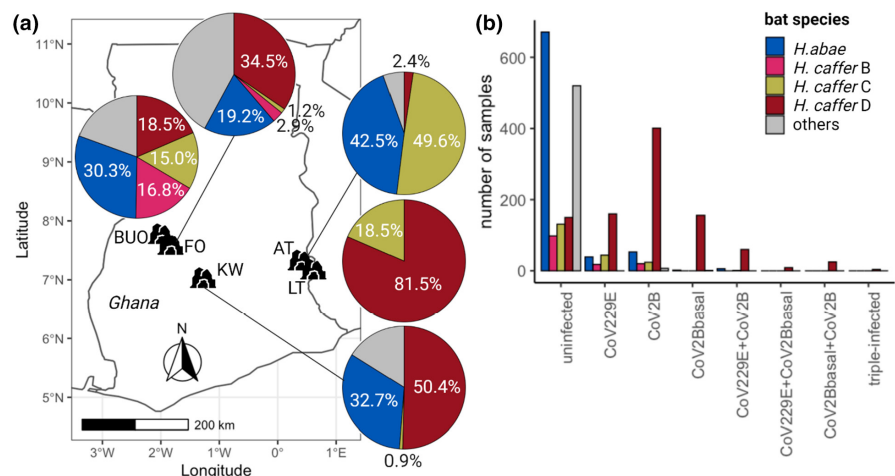 (a)
11°N
10°N
9°N
8°N
7°N
6°N
5°N
Latitude
3°W
2°W
1°W
0°
1°E
Longitude
34.5%
1.2%
2.9%
19.2%
18.5%
15.0%
16.8%
30.3%
2.4%
49.6%
42.5%
18.5%
81.5%
50.4%
0.9%
32.7%
BUO
FO
KW
AT
LT
Ghana
N
200 km
(b)
bat species
H.abae
H. caffer B
H. caffer C
H. caffer D
others
number of samples
600
400
200
0
uninfected
CoV229E
CoV2B
CoV2Bbasal
CoV229E+CoV2B
CoV229E+CoV2Bbasal
CoV2Bbasal+CoV2B
triple-infected